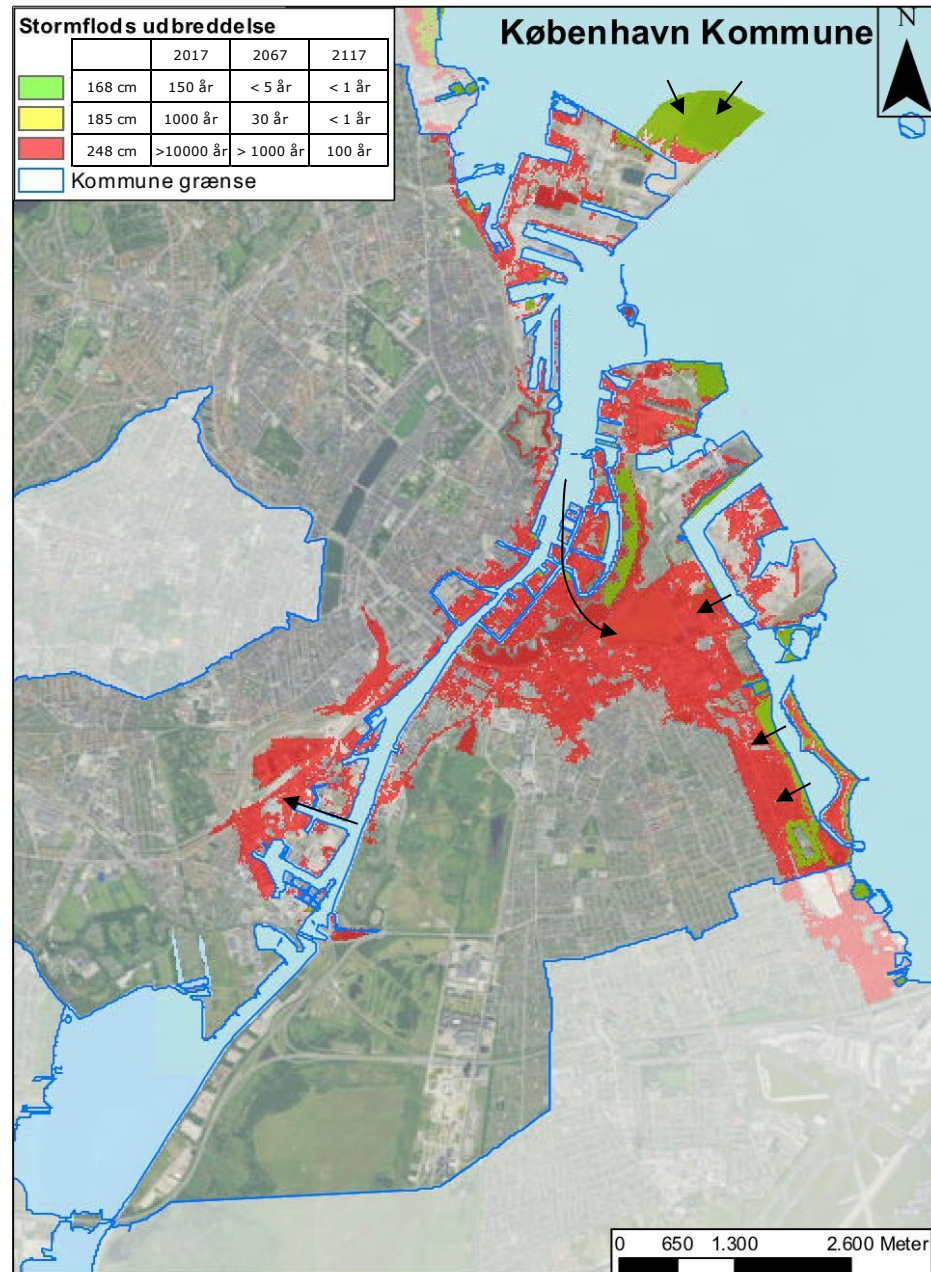 Stormflods udbreddelse
København Kommune
N
2017 2067 2117
168 cm 150 år < 5 år < 1 år
185 cm 1000 år 30 år < 1 år
248 cm >10000 år > 1000 år 100 år
Kommune grænse
0 650 1.300 2.600 Meter